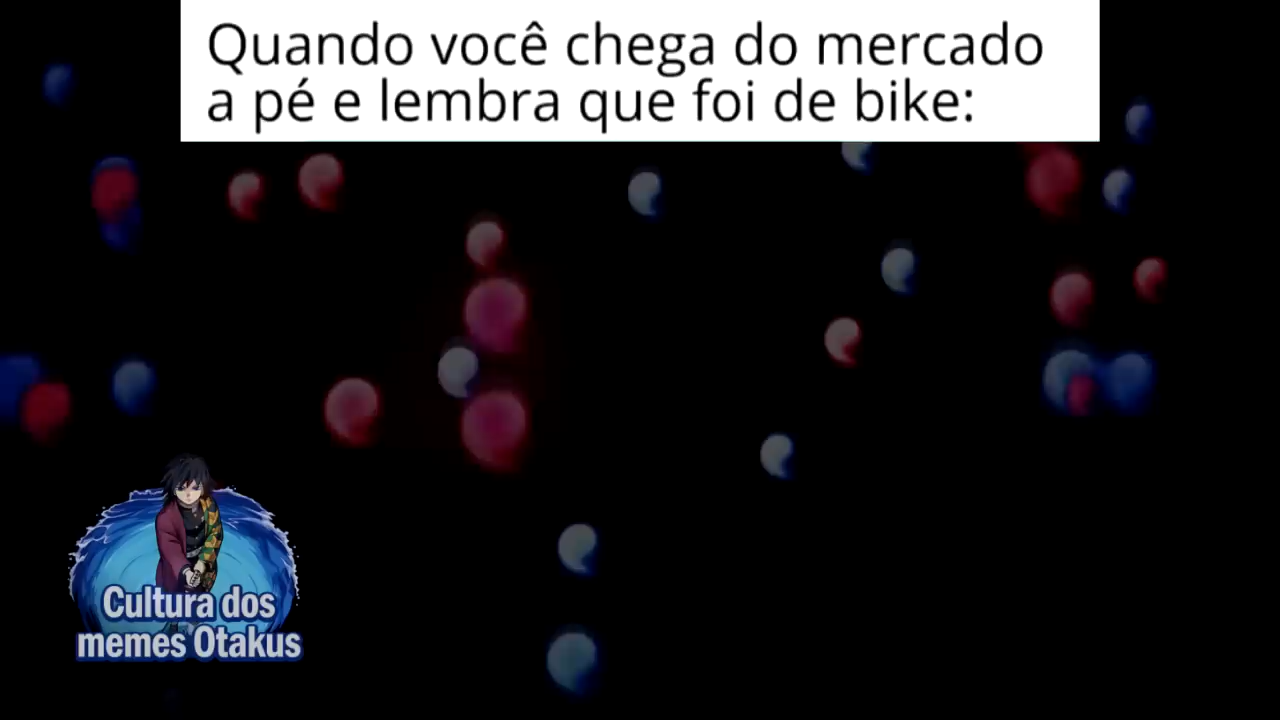 Quando você chega do mercado
a pé e lembra que foi de bike:
Cultura dos
memes Otakus